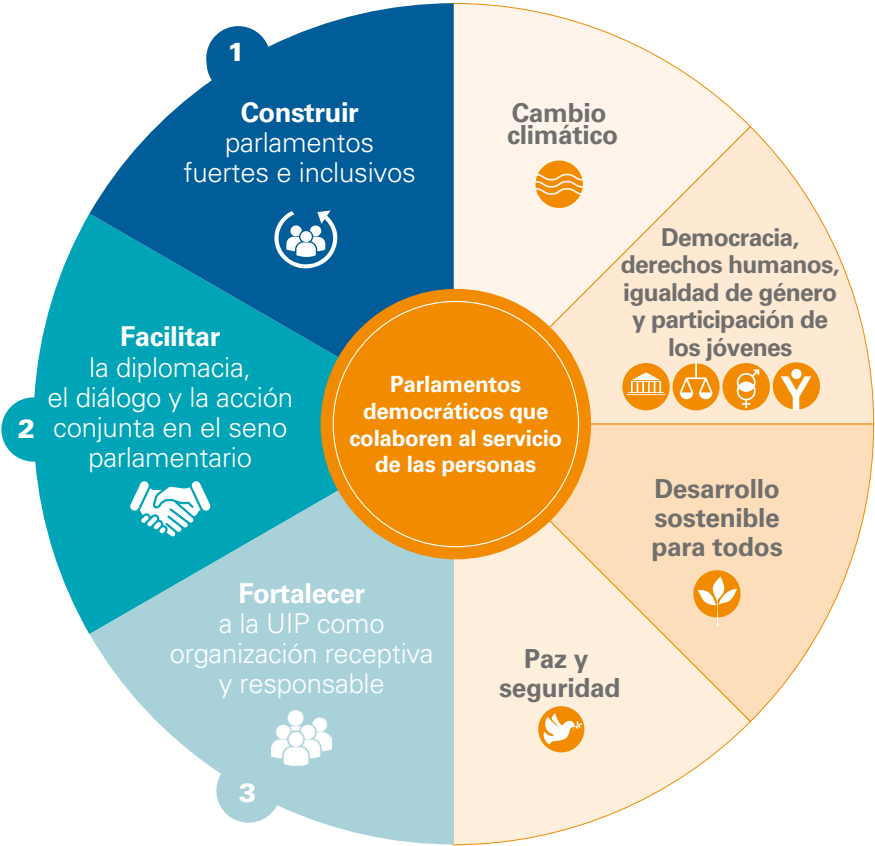 1
Construir
parlamentos
fuertes e inclusivos
2
Facilitar
la diplomacia,
el diálogo y la acción
conjunta en el seno
parlamentario
3
Fortalecer
a la UIP como
organización receptiva
y responsable
Parlamentos
democráticos que
colaboren al servicio
de las personas
Cambio
climático
Democracia,
derechos humanos,
igualdad de género
y participación de
los jóvenes
Desarrollo
sostenible
para todos
Paz y
seguridad